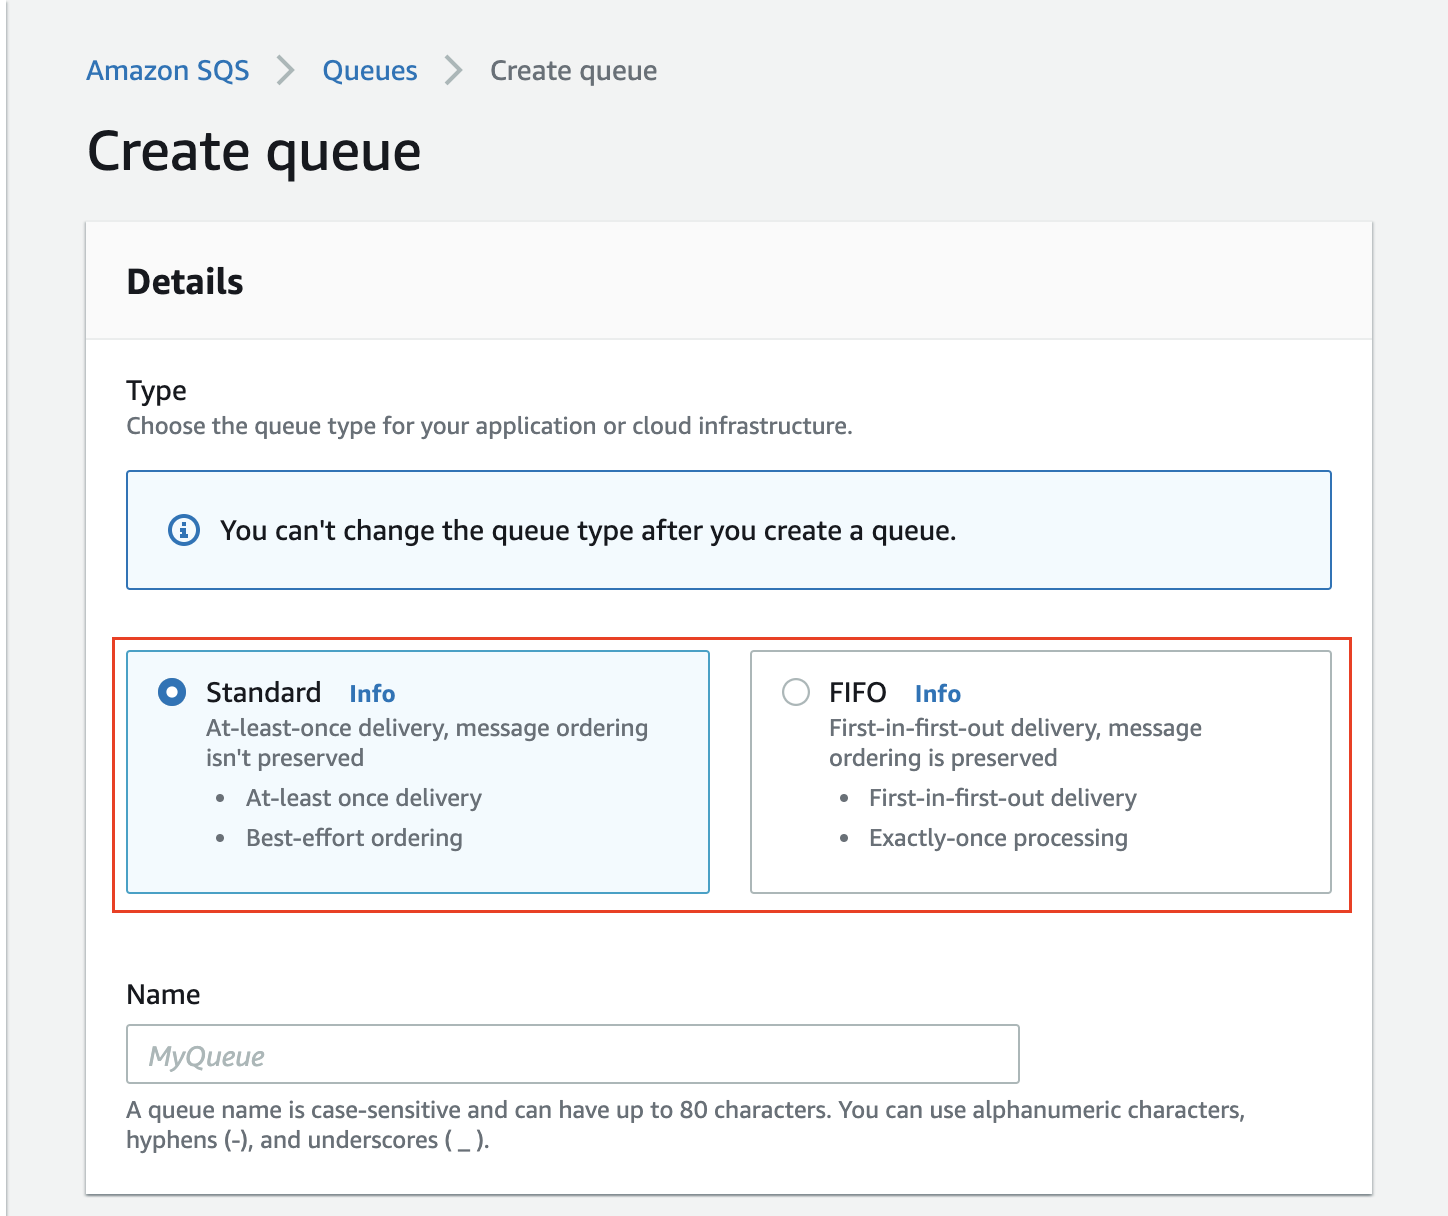 Amazon SQS > Queues > Create queue
Create queue
Details
Type
Choose the queue type for your application or cloud infrastructure.
You can't change the queue type after you create a queue.
Standard Info
At-least-once delivery, message ordering
isn't preserved
• At-least once delivery
• Best-effort ordering
FIFO Info
First-in-first-out delivery, message
ordering is preserved
• First-in-first-out delivery
• Exactly-once processing
Name
MyQueue
A queue name is case-sensitive and can have up to 80 characters. You can use alphanumeric characters,
hyphens (-), and underscores ( _ ).